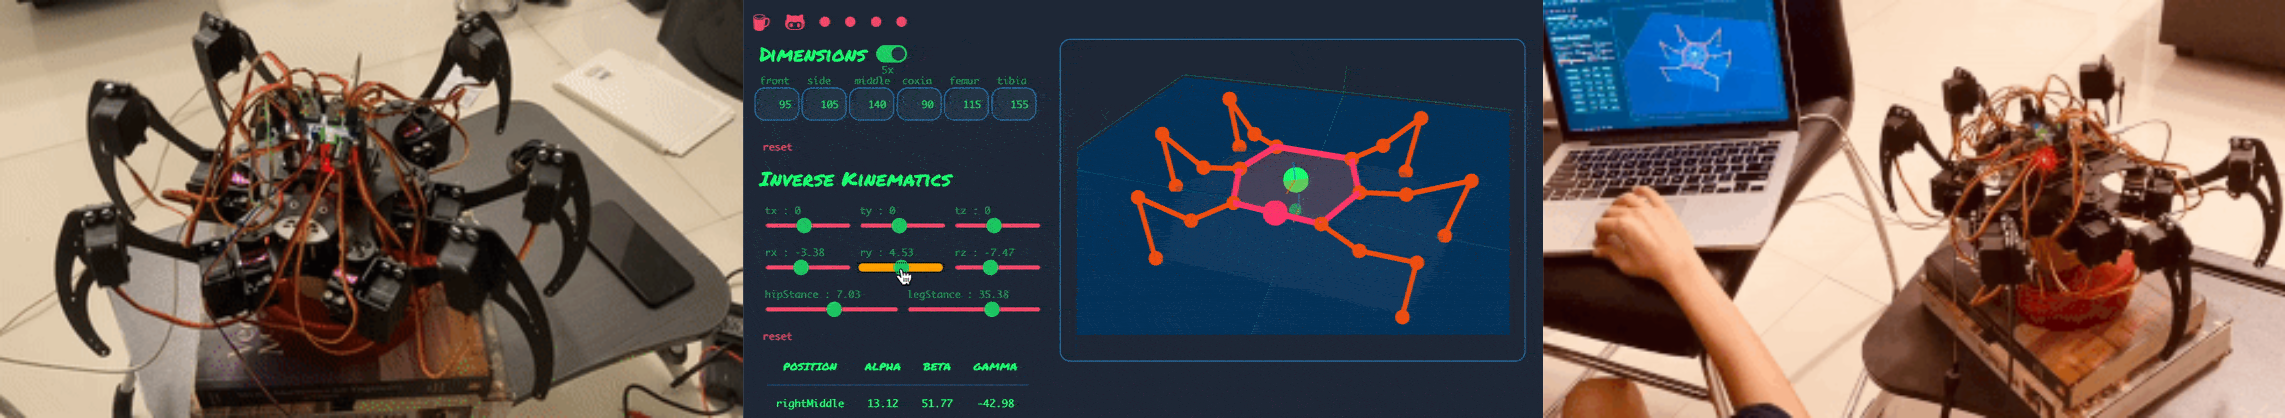 DIMENSIONS
5x
front side middle coxia femur tibia
95 105 140 90 115 155
reset
INVERSE KINEMATICS
tx : 0 ty : 0 tz : 0
rx : -3.38 ry : 4.53 rz : -7.47
hipStance : 7.03 legStance : 35.38
reset
POSITION ALPHA BETA GAMMA
rightMiddle 13.12 51.77 -42.98